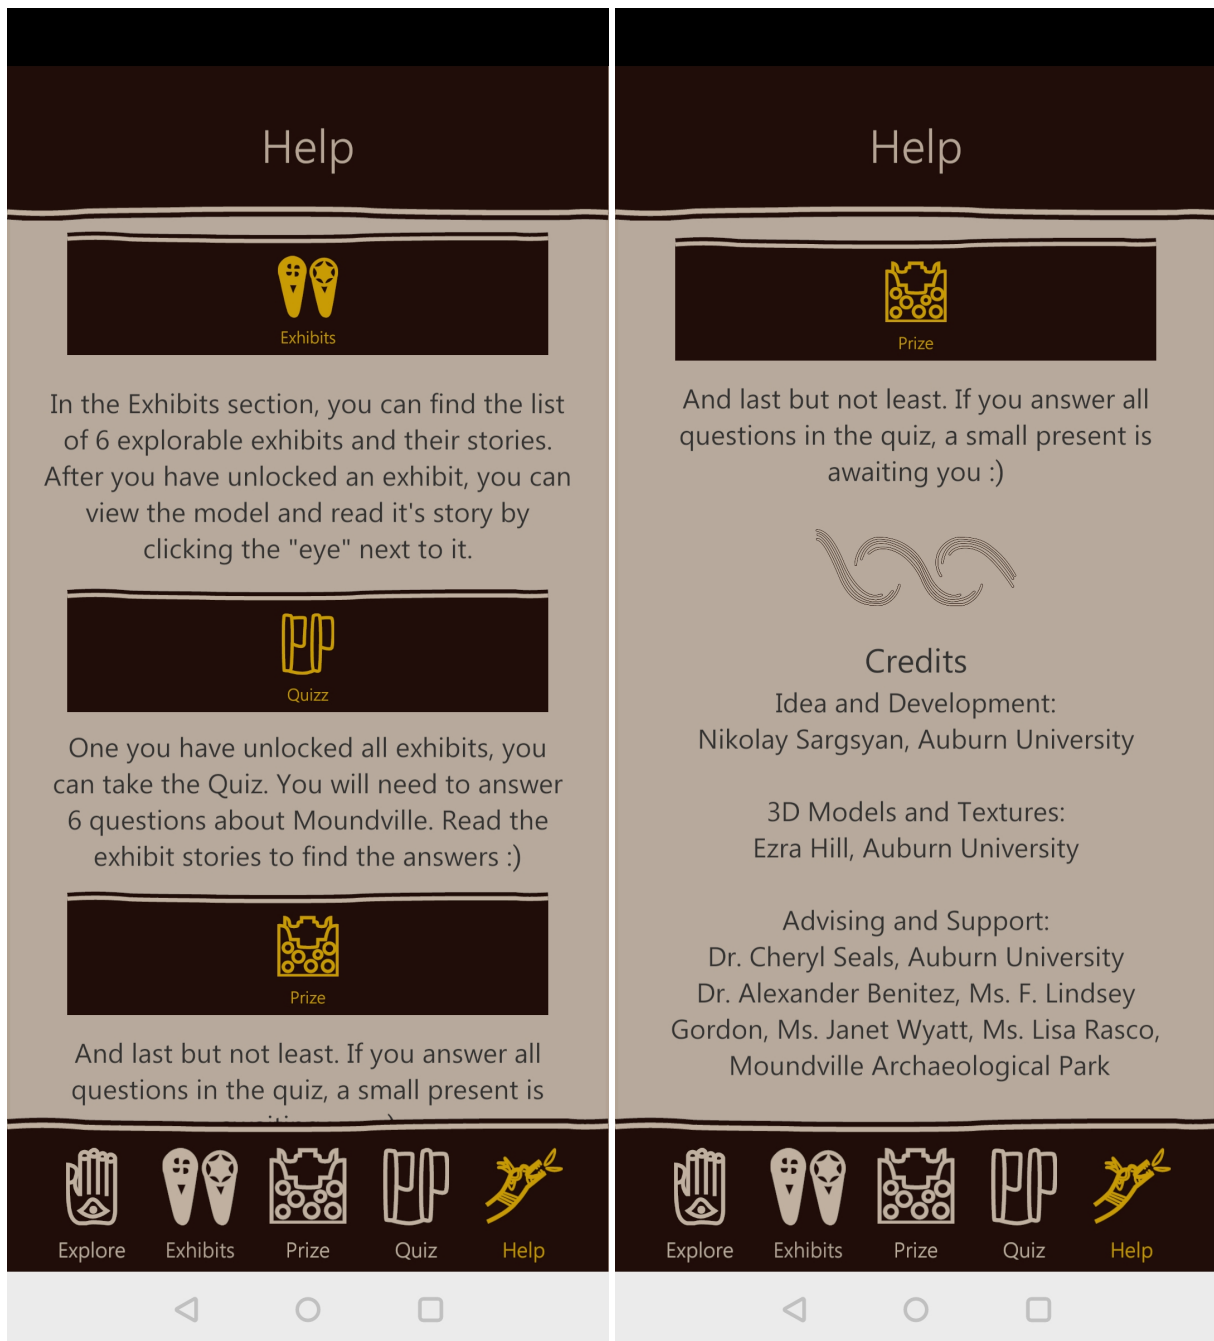 Help
Exhibits
In the Exhibits section, you can find the list
of 6 explorable exhibits and their stories.
After you have unlocked an exhibit, you can
view the model and read it's story by
clicking the "eye" next to it.
Quizz
One you have unlocked all exhibits, you
can take the Quiz. You will need to answer
6 questions about Moundville. Read the
exhibit stories to find the answers :)
Prize
And last but not least. If you answer all
questions in the quiz, a small present is
Explore Exhibits Prize Quiz Help
Help
Prize
And last but not least. If you answer all
questions in the quiz, a small present is
awaiting you :)
Credits
Idea and Development:
Nikolay Sargsyan, Auburn University
3D Models and Textures:
Ezra Hill, Auburn University
Advising and Support:
Dr. Cheryl Seals, Auburn University
Dr. Alexander Benitez, Ms. F. Lindsey
Gordon, Ms. Janet Wyatt, Ms. Lisa Rasco,
Moundville Archaeological Park
Explore Exhibits Prize Quiz Help